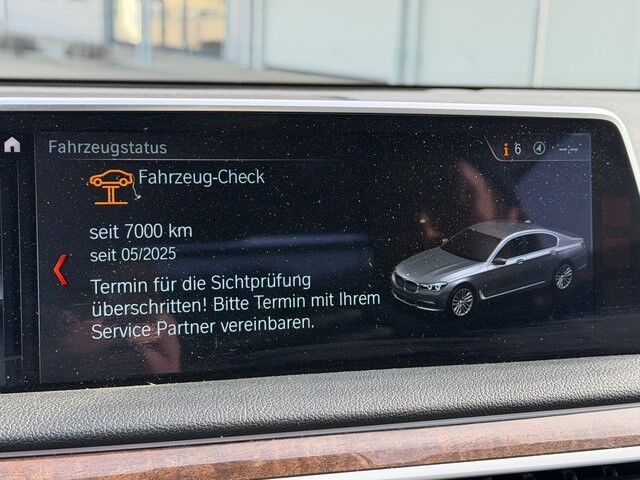 Fahrzeugstatus
6
Fahrzeug-Check
seit 7000 km
seit 05/2025
Termin für die Sichtprüfung
überschritten! Bitte Termin mit Ihrem
Service Partner vereinbaren.